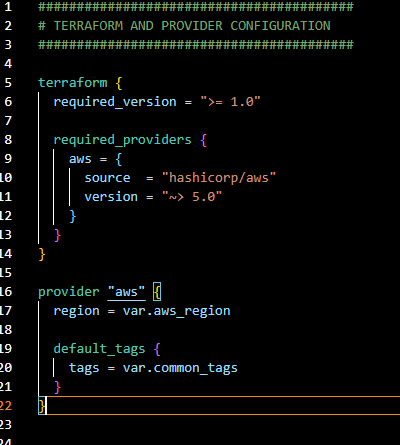 1 #########################################
2 # TERRAFORM AND PROVIDER CONFIGURATION
3 #########################################
4
5 terraform {
6   required_version = ">= 1.0"
7
8   required_providers {
9     aws = {
10       source  = "hashicorp/aws"
11       version = "~> 5.0"
12     }
13   }
14 }
15
16 provider "aws" {
17   region = var.aws_region
18
19   default_tags {
20     tags = var.common_tags
21   }
22 }
23
24